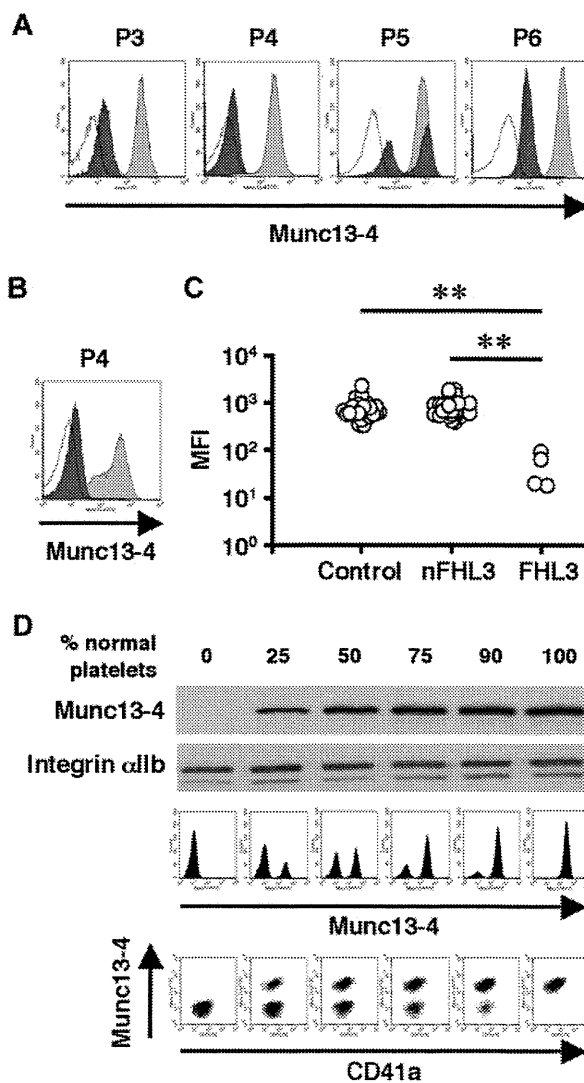 A
P3 P4 P5 P6
Munc13-4
B
P4
Munc13-4
C
** 
**
MFI
10⁴
10³
10²
10¹
10⁰
Control nFHL3 FHL3
D
% normal platelets
0 25 50 75 90 100
Munc13-4
Integrin αIIb
Munc13-4
Munc13-4
CD41a